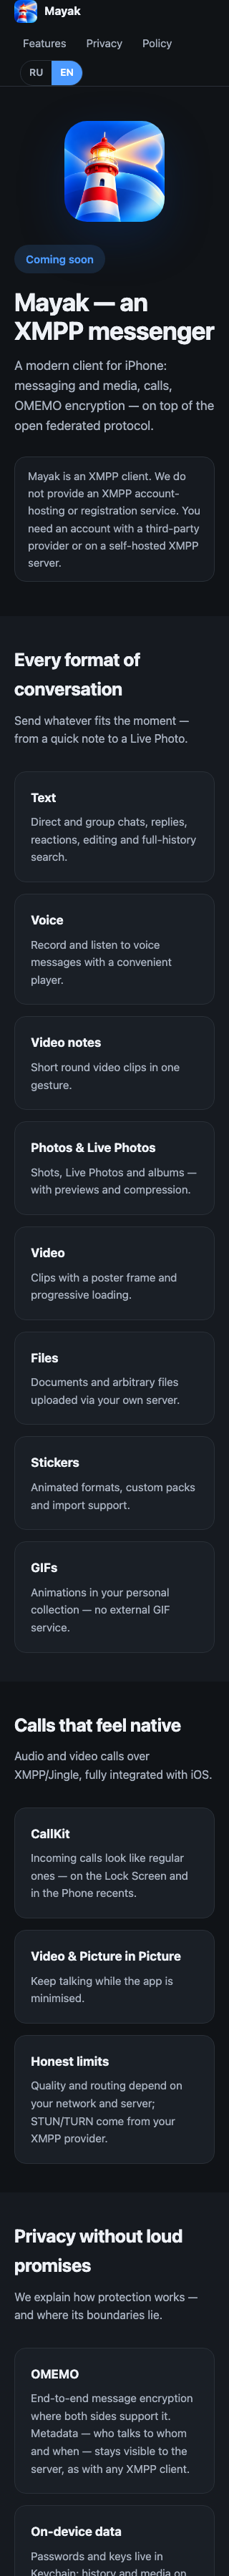 Mayak
Features Privacy Policy
RU EN
Coming soon
Mayak — an
XMPP messenger
A modern client for iPhone:
messaging and media, calls,
OMEMO encryption — on top of the
open federated protocol.
Mayak is an XMPP client. We do
not provide an XMPP account-
hosting or registration service. You
need an account with a third-party
provider or on a self-hosted XMPP
server.
Every format of
conversation
Send whatever fits the moment —
from a quick note to a Live Photo.
Text
Direct and group chats, replies,
reactions, editing and full-history
search.
Voice
Record and listen to voice
messages with a convenient
player.
Video notes
Short round video clips in one
gesture.
Photos & Live Photos
Shots, Live Photos and albums —
with previews and compression.
Video
Clips with a poster frame and
progressive loading.
Files
Documents and arbitrary files
uploaded via your own server.
Stickers
Animated formats, custom packs
and import support.
GIFs
Animations in your personal
collection — no external GIF
service.
Calls that feel native
Audio and video calls over
XMPP/Jingle, fully integrated with iOS.
CallKit
Incoming calls look like regular
ones — on the Lock Screen and
in the Phone recents.
Video & Picture in Picture
Keep talking while the app is
minimised.
Honest limits
Quality and routing depend on
your network and server;
STUN/TURN come from your
XMPP provider.
Privacy without loud
promises
We explain how protection works —
and where its boundaries lie.
OMEMO
End-to-end message encryption
where both sides support it.
Metadata — who talks to whom
and when — stays visible to the
server, as with any XMPP client.
On-device data
Passwords and keys live in
Keychain; history and media on